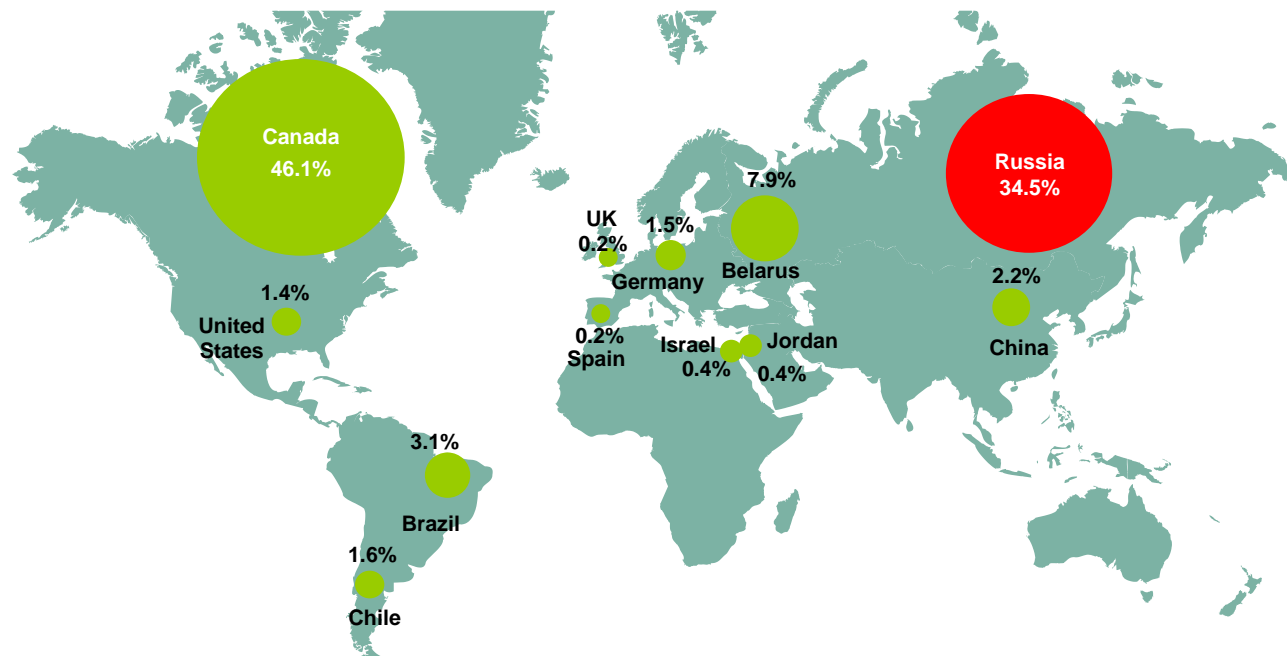 Canada
46.1%
Russia
34.5%
7.9%
Belarus
UK
0.2%
1.5%
Germany
1.4%
United
States
0.2%
Spain
Israel
0.4%
Jordan
0.4%
2.2%
China
3.1%
Brazil
1.6%
Chile